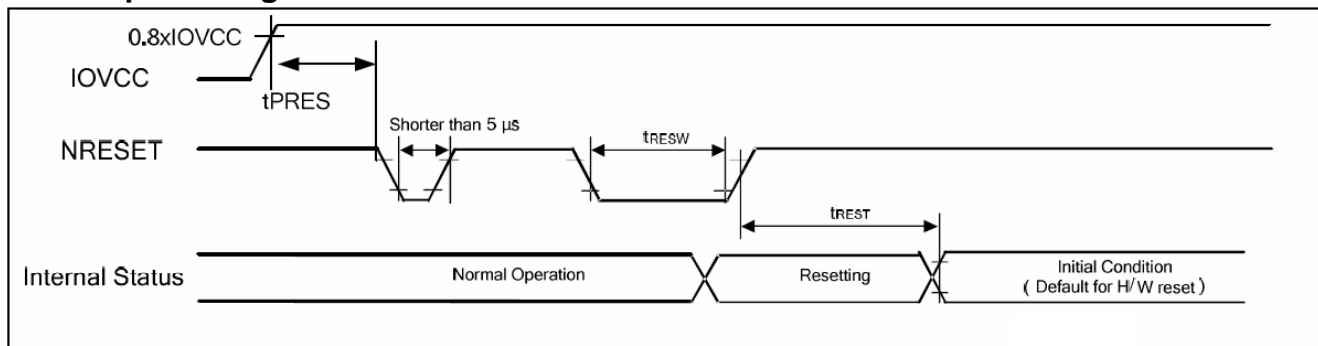 0.8xIOVCC
IOVCC
tPRES
Shorter than 5 µs
tRESW
NRESET
tREST
Internal Status
Normal Operation
Resetting
Initial Condition
( Default for H/W reset )